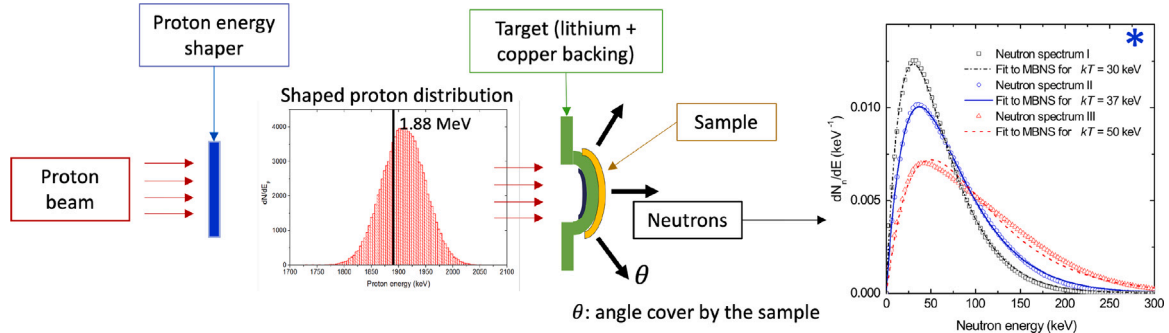 Proton energy
shaper
Target (lithium +
copper backing)
Shaped proton distribution
1.88 MeV
dN/dEp
4500
4000
3500
3000
2500
2000
1500
1000
500
0
1700 1750 1800 1850 1900 1950 2000 2050 2100
Proton energy (keV)
Proton
beam
Sample
Neutrons
θ
θ: angle cover by the sample
*
Neutron spectrum I
Fit to MBNS for kT = 30 keV
Neutron spectrum II
Fit to MBNS for kT = 37 keV
Neutron spectrum III
Fit to MBNS for kT = 50 keV
dNn/dE (keV⁻¹)
0.010
0.005
0.000
0 50 100 150 200 250 300
Neutron energy (keV)